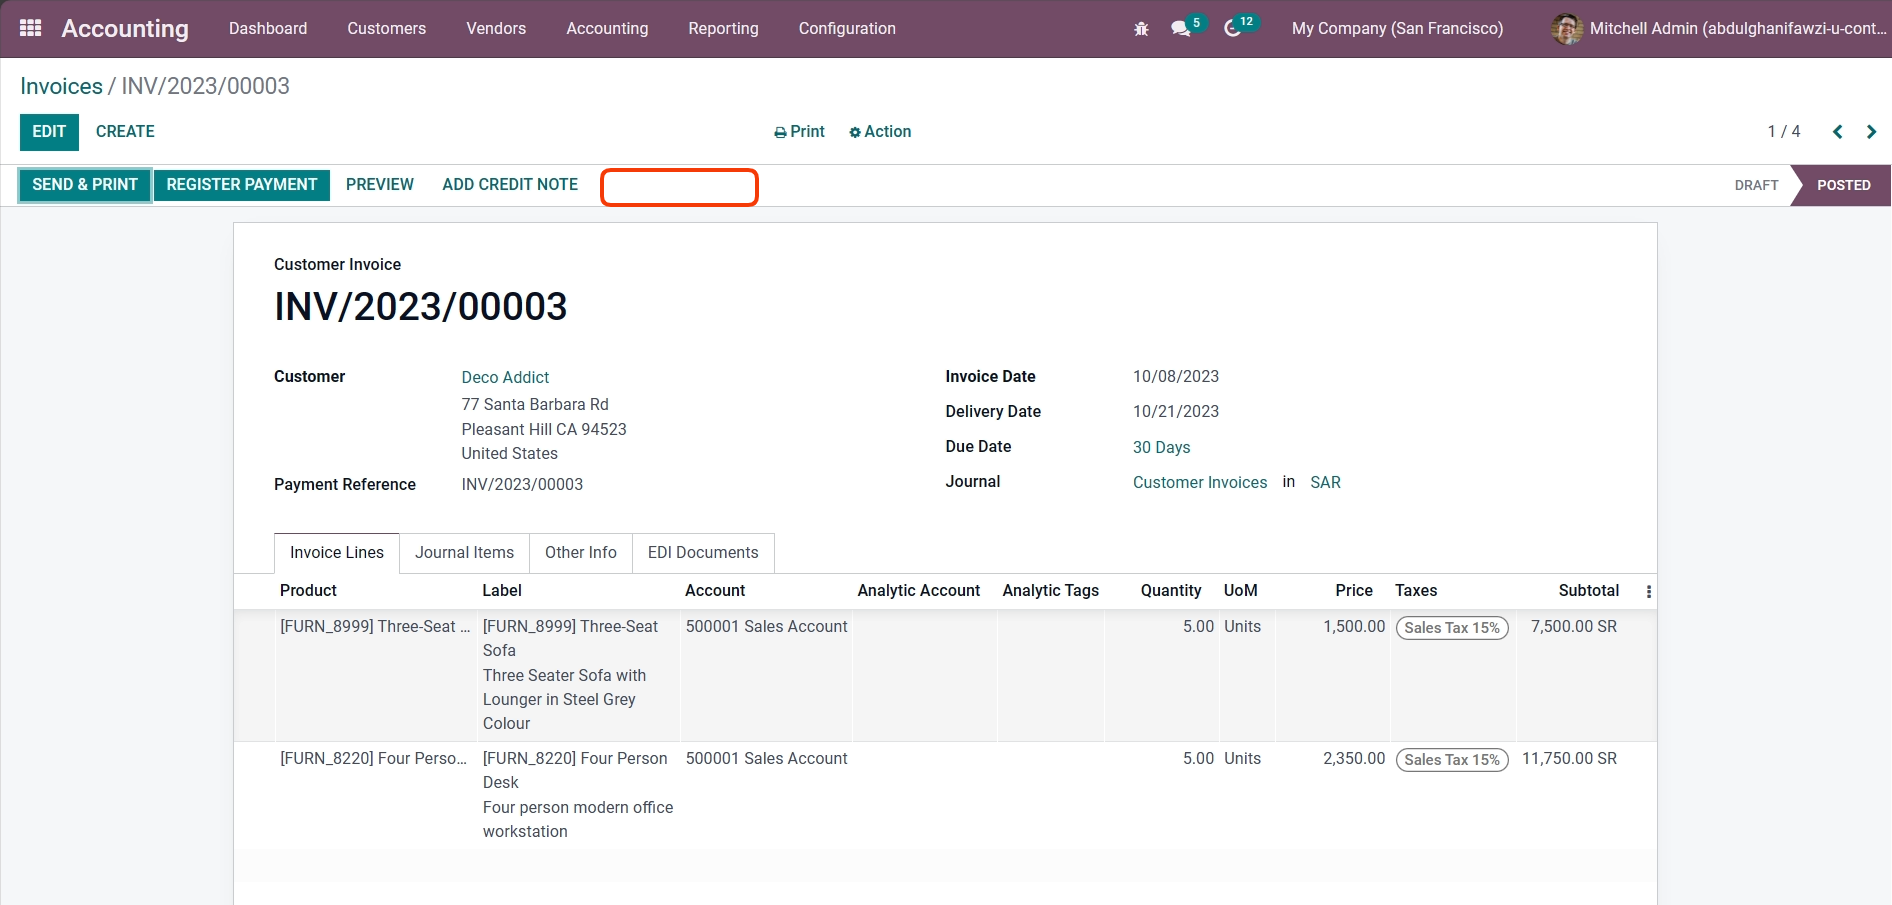 Accounting Dashboard Customers Vendors Accounting Reporting Configuration 5 12 My Company (San Francisco) Mitchell Admin (abdulghanifawzi-u-cont...
Invoices / INV/2023/00003
EDIT CREATE Print Action 1 / 4
SEND & PRINT REGISTER PAYMENT PREVIEW ADD CREDIT NOTE DRAFT POSTED
Customer Invoice
INV/2023/00003
Customer Deco Addict Invoice Date 10/08/2023
77 Santa Barbara Rd Delivery Date 10/21/2023
Pleasant Hill CA 94523
United States Due Date 30 Days
Payment Reference INV/2023/00003 Journal Customer Invoices in SAR
Invoice Lines Journal Items Other Info EDI Documents
Product Label Account Analytic Account Analytic Tags Quantity UoM Price Taxes Subtotal
[FURN_8999] Three-Seat ... [FURN_8999] Three-Seat 500001 Sales Account 5.00 Units 1,500.00 Sales Tax 15% 7,500.00 SR
Sofa
Three Seater Sofa with
Lounger in Steel Grey
Colour
[FURN_8220] Four Perso... [FURN_8220] Four Person 500001 Sales Account 5.00 Units 2,350.00 Sales Tax 15% 11,750.00 SR
Desk
Four person modern office
workstation